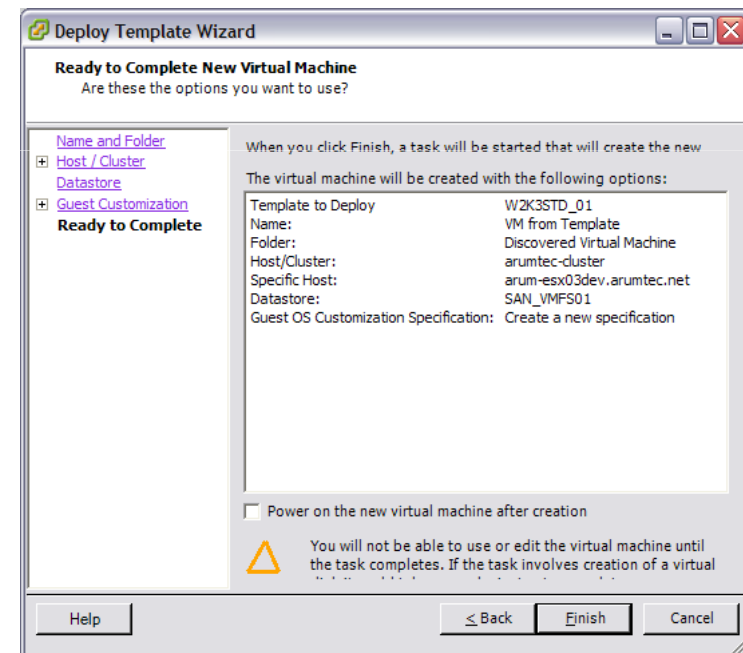 Deploy Template Wizard
Ready to Complete New Virtual Machine
Are these the options you want to use?
Name and Folder
Host / Cluster
Datastore
Guest Customization
Ready to Complete
When you click Finish, a task will be started that will create the new
The virtual machine will be created with the following options:
Template to Deploy W2K3STD_01
Name: VM from Template
Folder: Discovered Virtual Machine
Host/Cluster: arumtec-cluster
Specific Host: arum-esx03dev.arumtec.net
Datastore: SAN_VMFS01
Guest OS Customization Specification: Create a new specification
Power on the new virtual machine after creation
You will not be able to use or edit the virtual machine until
the task completes. If the task involves creation of a virtual
Help
< Back
Finish
Cancel